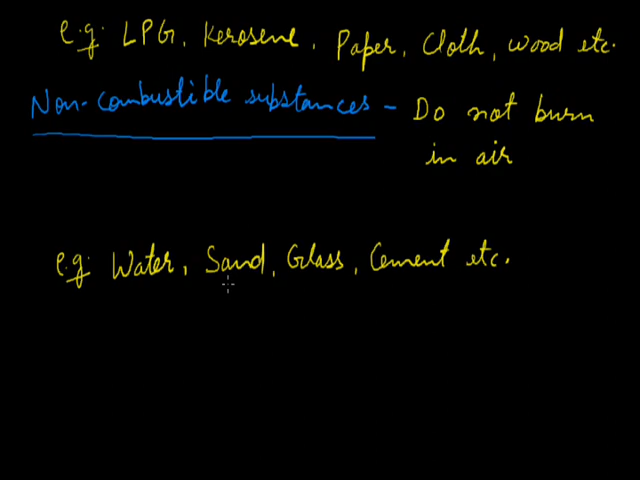 e.g: LPG, Kerosene, Paper, Cloth, wood etc.
Non-combustible substances - Do not burn
in air
e.g: Water, Sand, Glass, Cement etc.